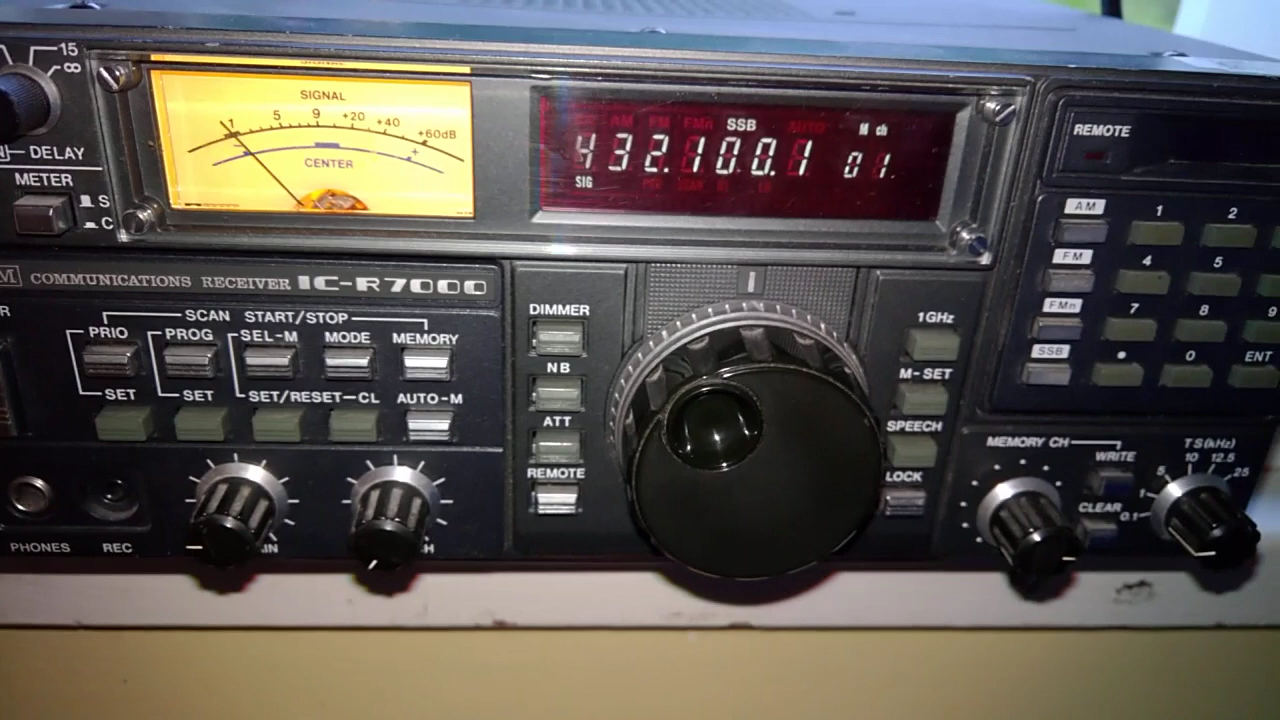 15
∞
DELAY
METER
S
C
SIGNAL
1 5 9 +20 +40 +60dB
CENTER
+
AM FM FMn SSB AUTO M ch
432.100.1 01.
SIG
REMOTE
AM 1 2
FM 4 5
FMn 7 8 9
SSB • 0 ENT
M COMMUNICATIONS RECEIVER IC-R7000
SCAN START/STOP
PRIO PROG SEL-M MODE MEMORY
SET SET SET/RESET-CL AUTO-M
DIMMER
NB
ATT
REMOTE
1GHz
M-SET
SPEECH
LOCK
MEMORY CH
WRITE
CLEAR
TS(kHz)
0.1 1 5 10 12.5 25
PHONES REC